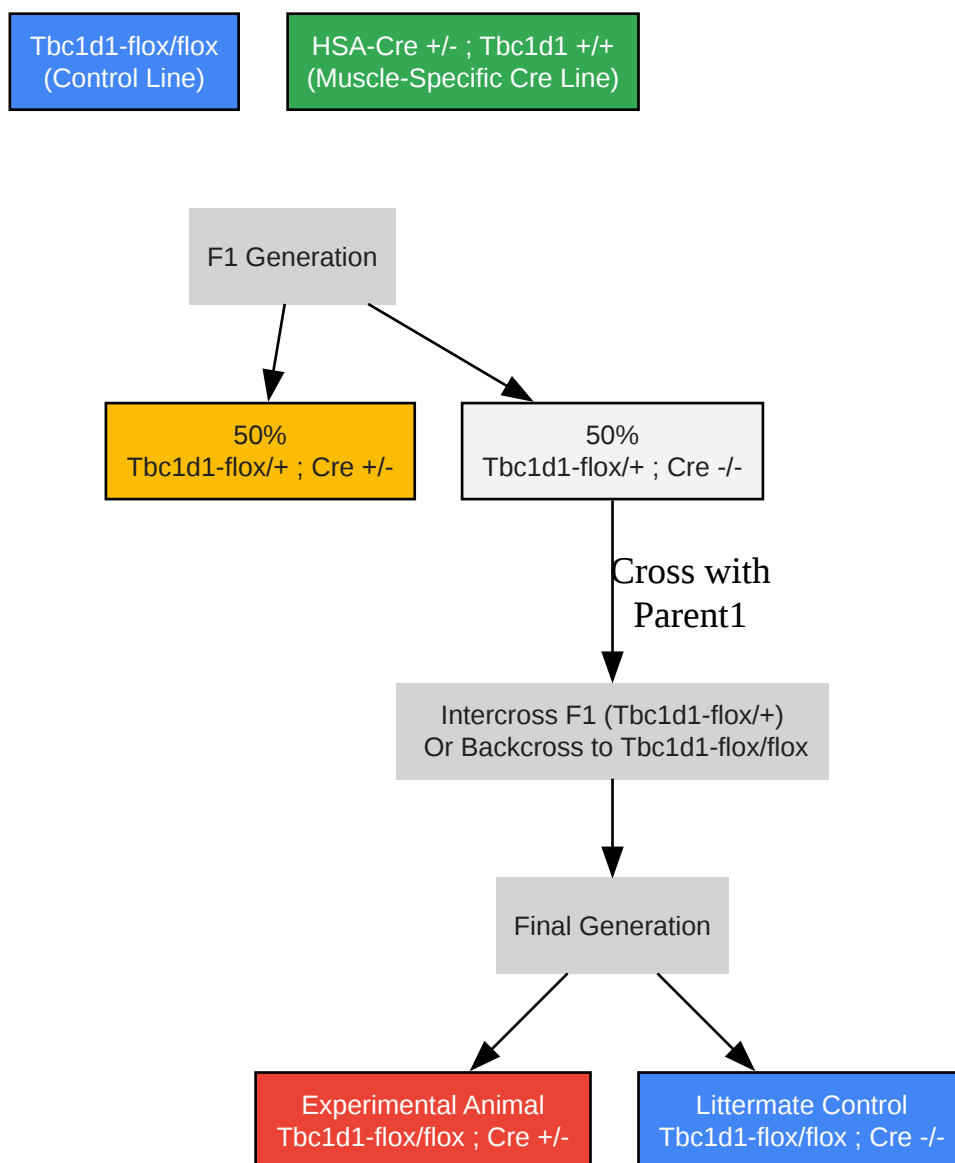 Tbc1d1-flox/flox
(Control Line)
HSA-Cre +/- ; Tbc1d1 +/+
(Muscle-Specific Cre Line)
F1 Generation
50%
Tbc1d1-flox/+ ; Cre +/-
50%
Tbc1d1-flox/+ ; Cre -/-
Cross with
Parent1
Intercross F1 (Tbc1d1-flox/+)
Or Backcross to Tbc1d1-flox/flox
Final Generation
Experimental Animal
Tbc1d1-flox/flox ; Cre +/-
Littermate Control
Tbc1d1-flox/flox ; Cre -/-